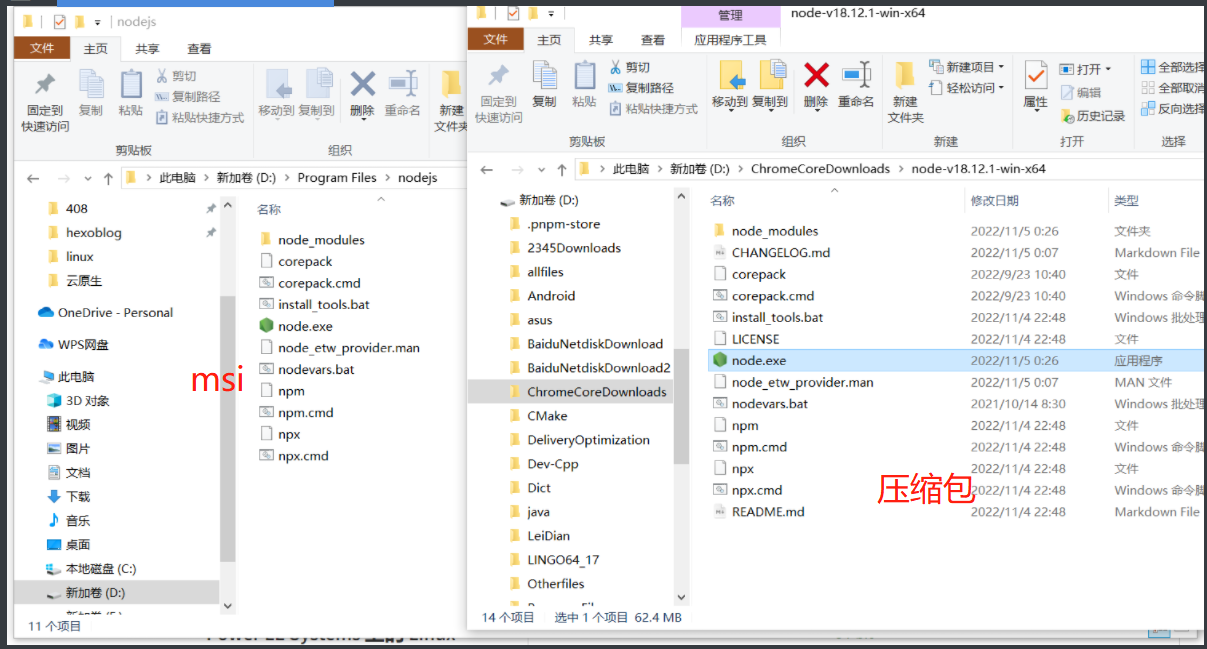 nodejs
文件 主页 共享 查看
固定到快速访问
复制
粘贴
剪切
复制路径
粘贴快捷方式
移动到
复制到
删除
重命名
新建文件夹
剪贴板
组织
此电脑 > 新加卷 (D:) > Program Files > nodejs
408
hexoblog
linux
云原生
OneDrive - Personal
WPS网盘
此电脑
3D 对象
视频
图片
文档
下载
音乐
桌面
本地磁盘 (C:)
新加卷 (D:)
名称
node_modules
corepack
corepack.cmd
install_tools.bat
node.exe
node_etw_provider.man
nodevars.bat
npm
npm.cmd
npx
npx.cmd
msi
11 个项目
管理
node-v18.12.1-win-x64
文件 主页 共享 查看 应用程序工具
固定到快速访问
复制
粘贴
剪切
复制路径
粘贴快捷方式
移动到
复制到
删除
重命名
新建文件夹
新建项目
轻松访问
属性
打开
编辑
历史记录
全部选择
全部取消
反向选择
剪贴板
组织
新建
打开
选择
此电脑 > 新加卷 (D:) > ChromeCoreDownloads > node-v18.12.1-win-x64
新加卷 (D:)
.pnpm-store
2345Downloads
allfiles
Android
asus
BaiduNetdiskDownload
BaiduNetdiskDownload2
ChromeCoreDownloads
CMake
DeliveryOptimization
Dev-Cpp
Dict
java
LeiDian
LINGO64_17
Otherfiles
名称 修改日期 类型
node_modules 2022/11/5 0:26 文件夹
CHANGELOG.md 2022/11/5 0:07 Markdown File
corepack 2022/9/23 10:40 文件
corepack.cmd 2022/9/23 10:40 Windows 命令脚
install_tools.bat 2022/11/4 22:48 Windows 批处理
LICENSE 2022/11/4 22:48 文件
node.exe 2022/11/5 0:26 应用程序
node_etw_provider.man 2022/11/5 0:07 MAN 文件
nodevars.bat 2021/10/14 8:30 Windows 批处理
npm 2022/11/4 22:48 文件
npm.cmd 2022/11/4 22:48 Windows 命令脚
npx 2022/11/4 22:48 文件
npx.cmd 2022/11/4 22:48 Windows 命令脚
README.md 2022/11/4 22:48 Markdown File
压缩包
14 个项目 选中 1 个项目 62.4 MB